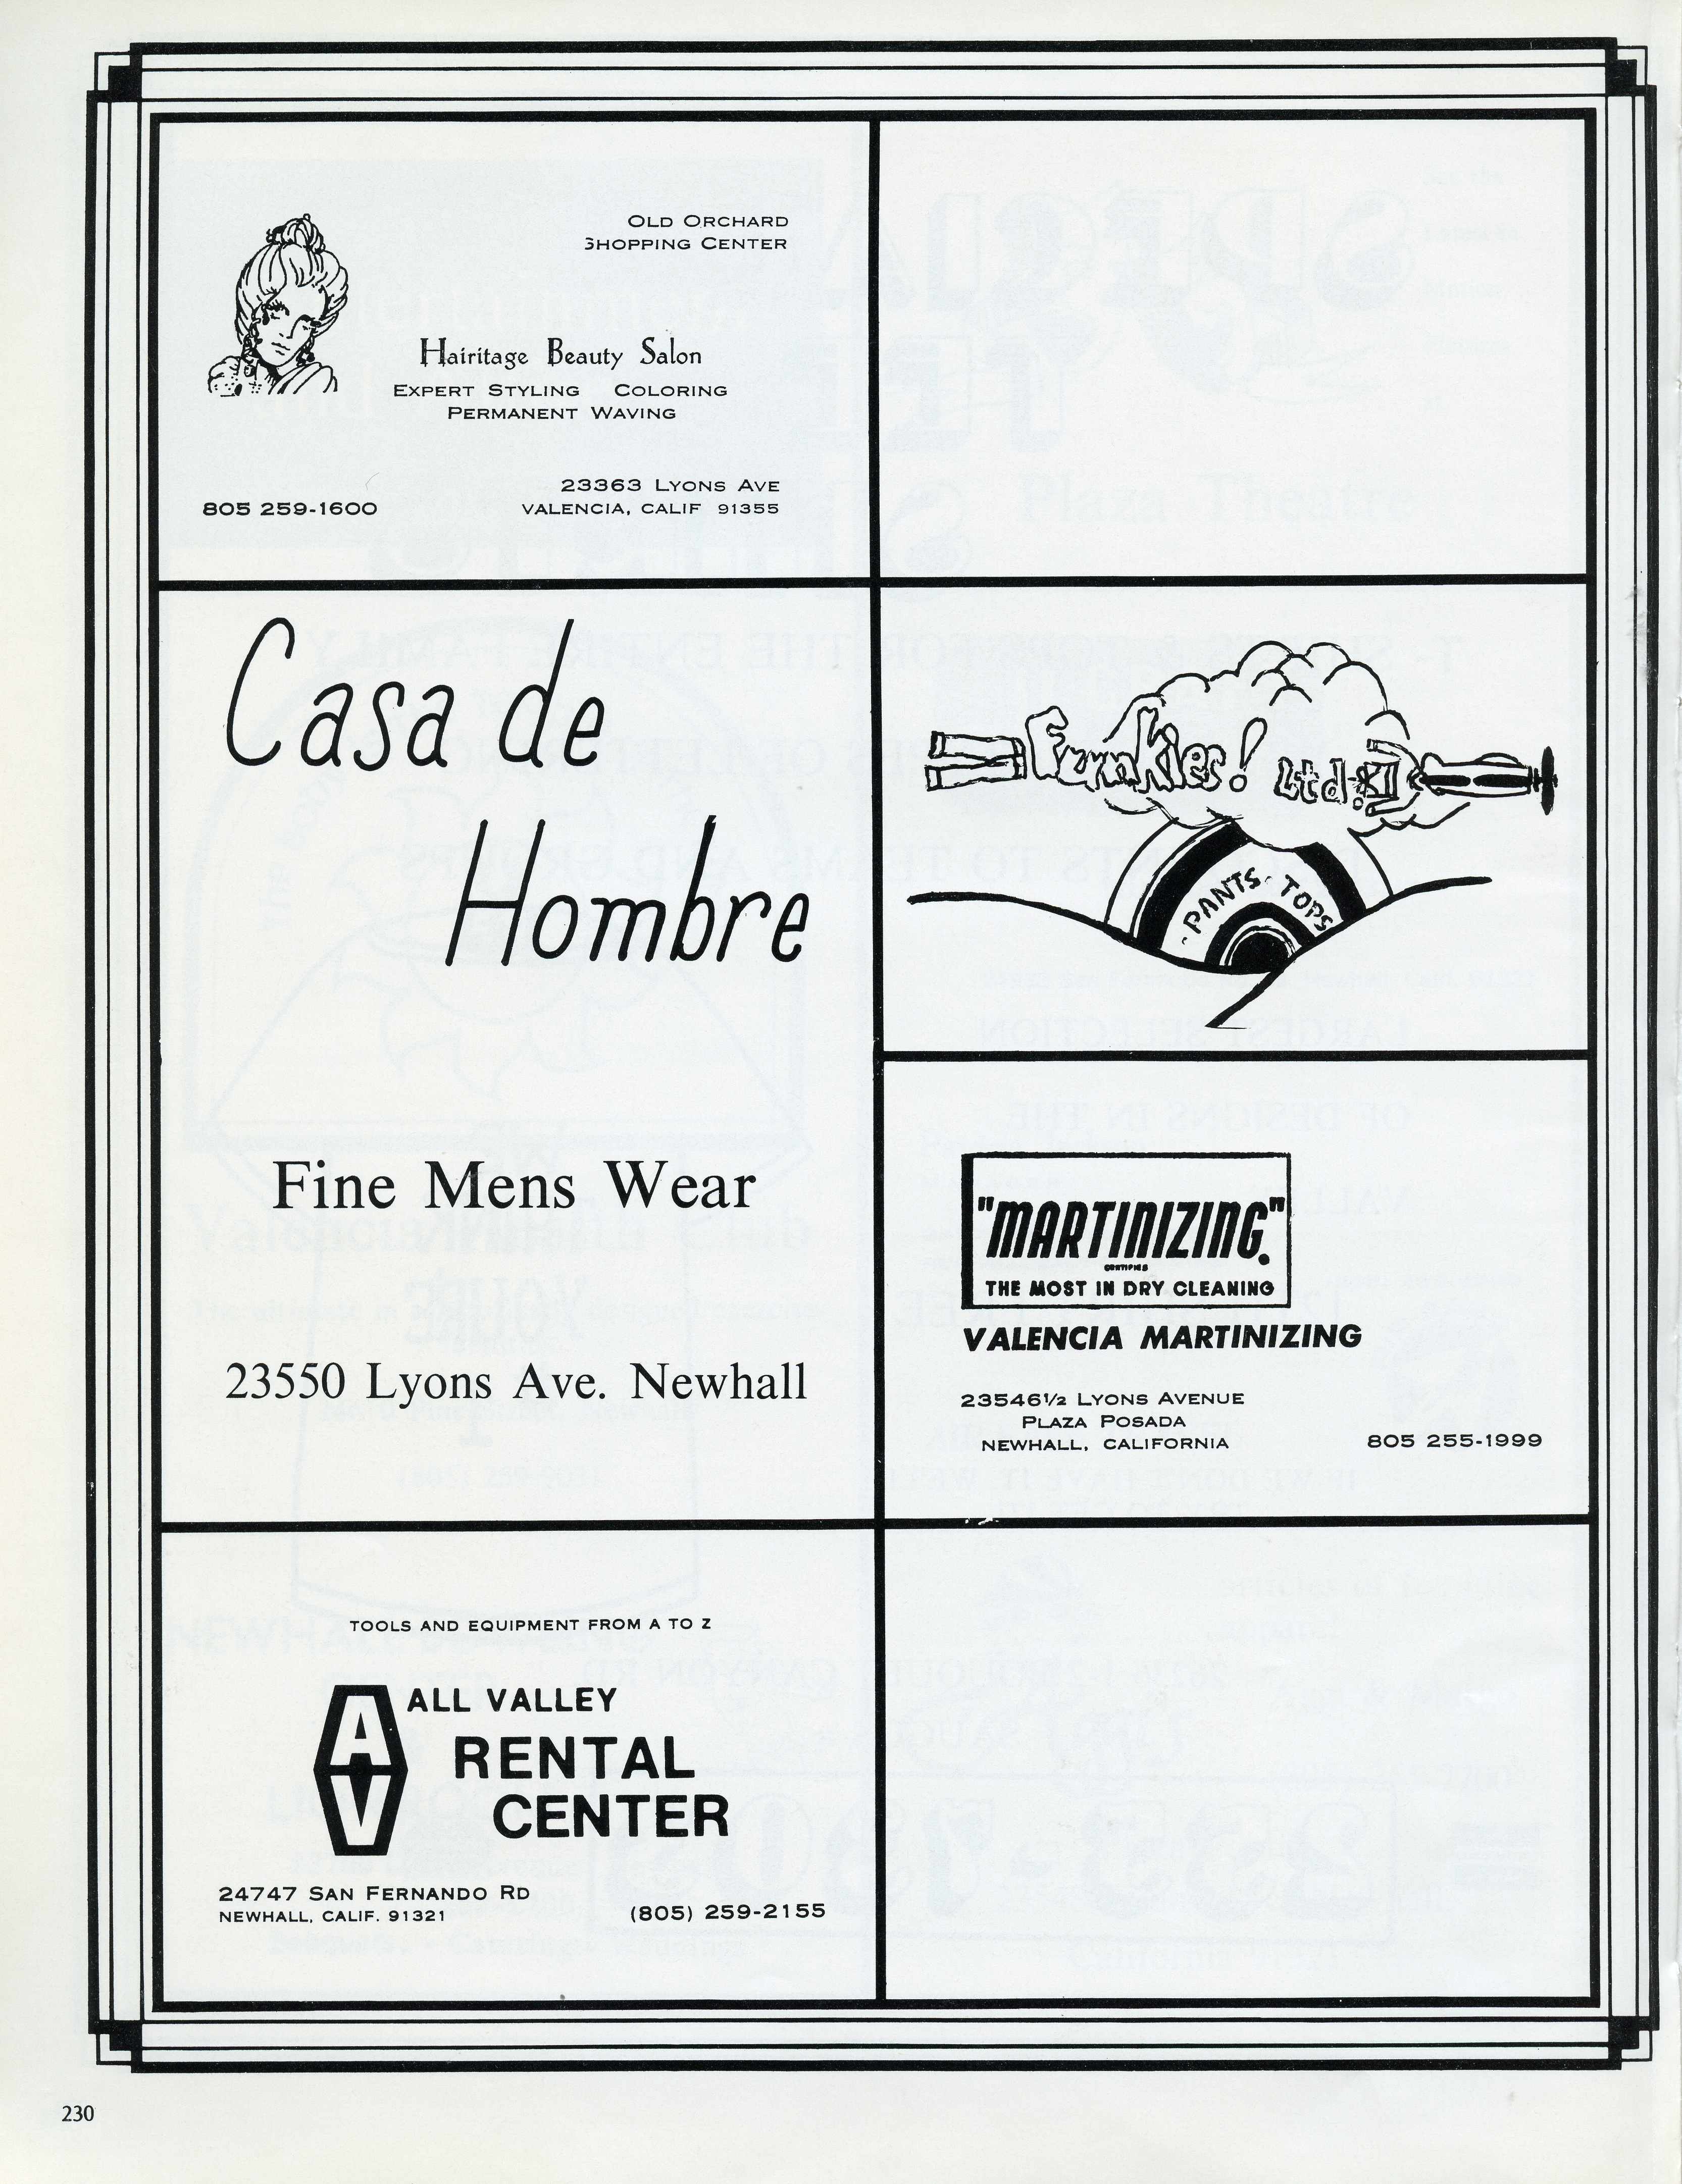 OLD ORCHARD
SHOPPING CENTER
Hairitage Beauty Salon
EXPERT STYLING COLORING
PERMANENT WAVING
805 259-1600
23363 LYONS AVE
VALENCIA, CALIF 91355
Casa de
Hombre
Fine Mens Wear
23550 Lyons Ave. Newhall
Funkies! Ltd. II
PANTS TOPS
"MARTINIZING"
CERTIFIES
THE MOST IN DRY CLEANING
VALENCIA MARTINIZING
23546½ LYONS AVENUE
PLAZA POSADA
NEWHALL, CALIFORNIA
805 255-1999
TOOLS AND EQUIPMENT FROM A TO Z
AV
ALL VALLEY
RENTAL
CENTER
24747 SAN FERNANDO RD
NEWHALL, CALIF. 91321
(805) 259-2155
230